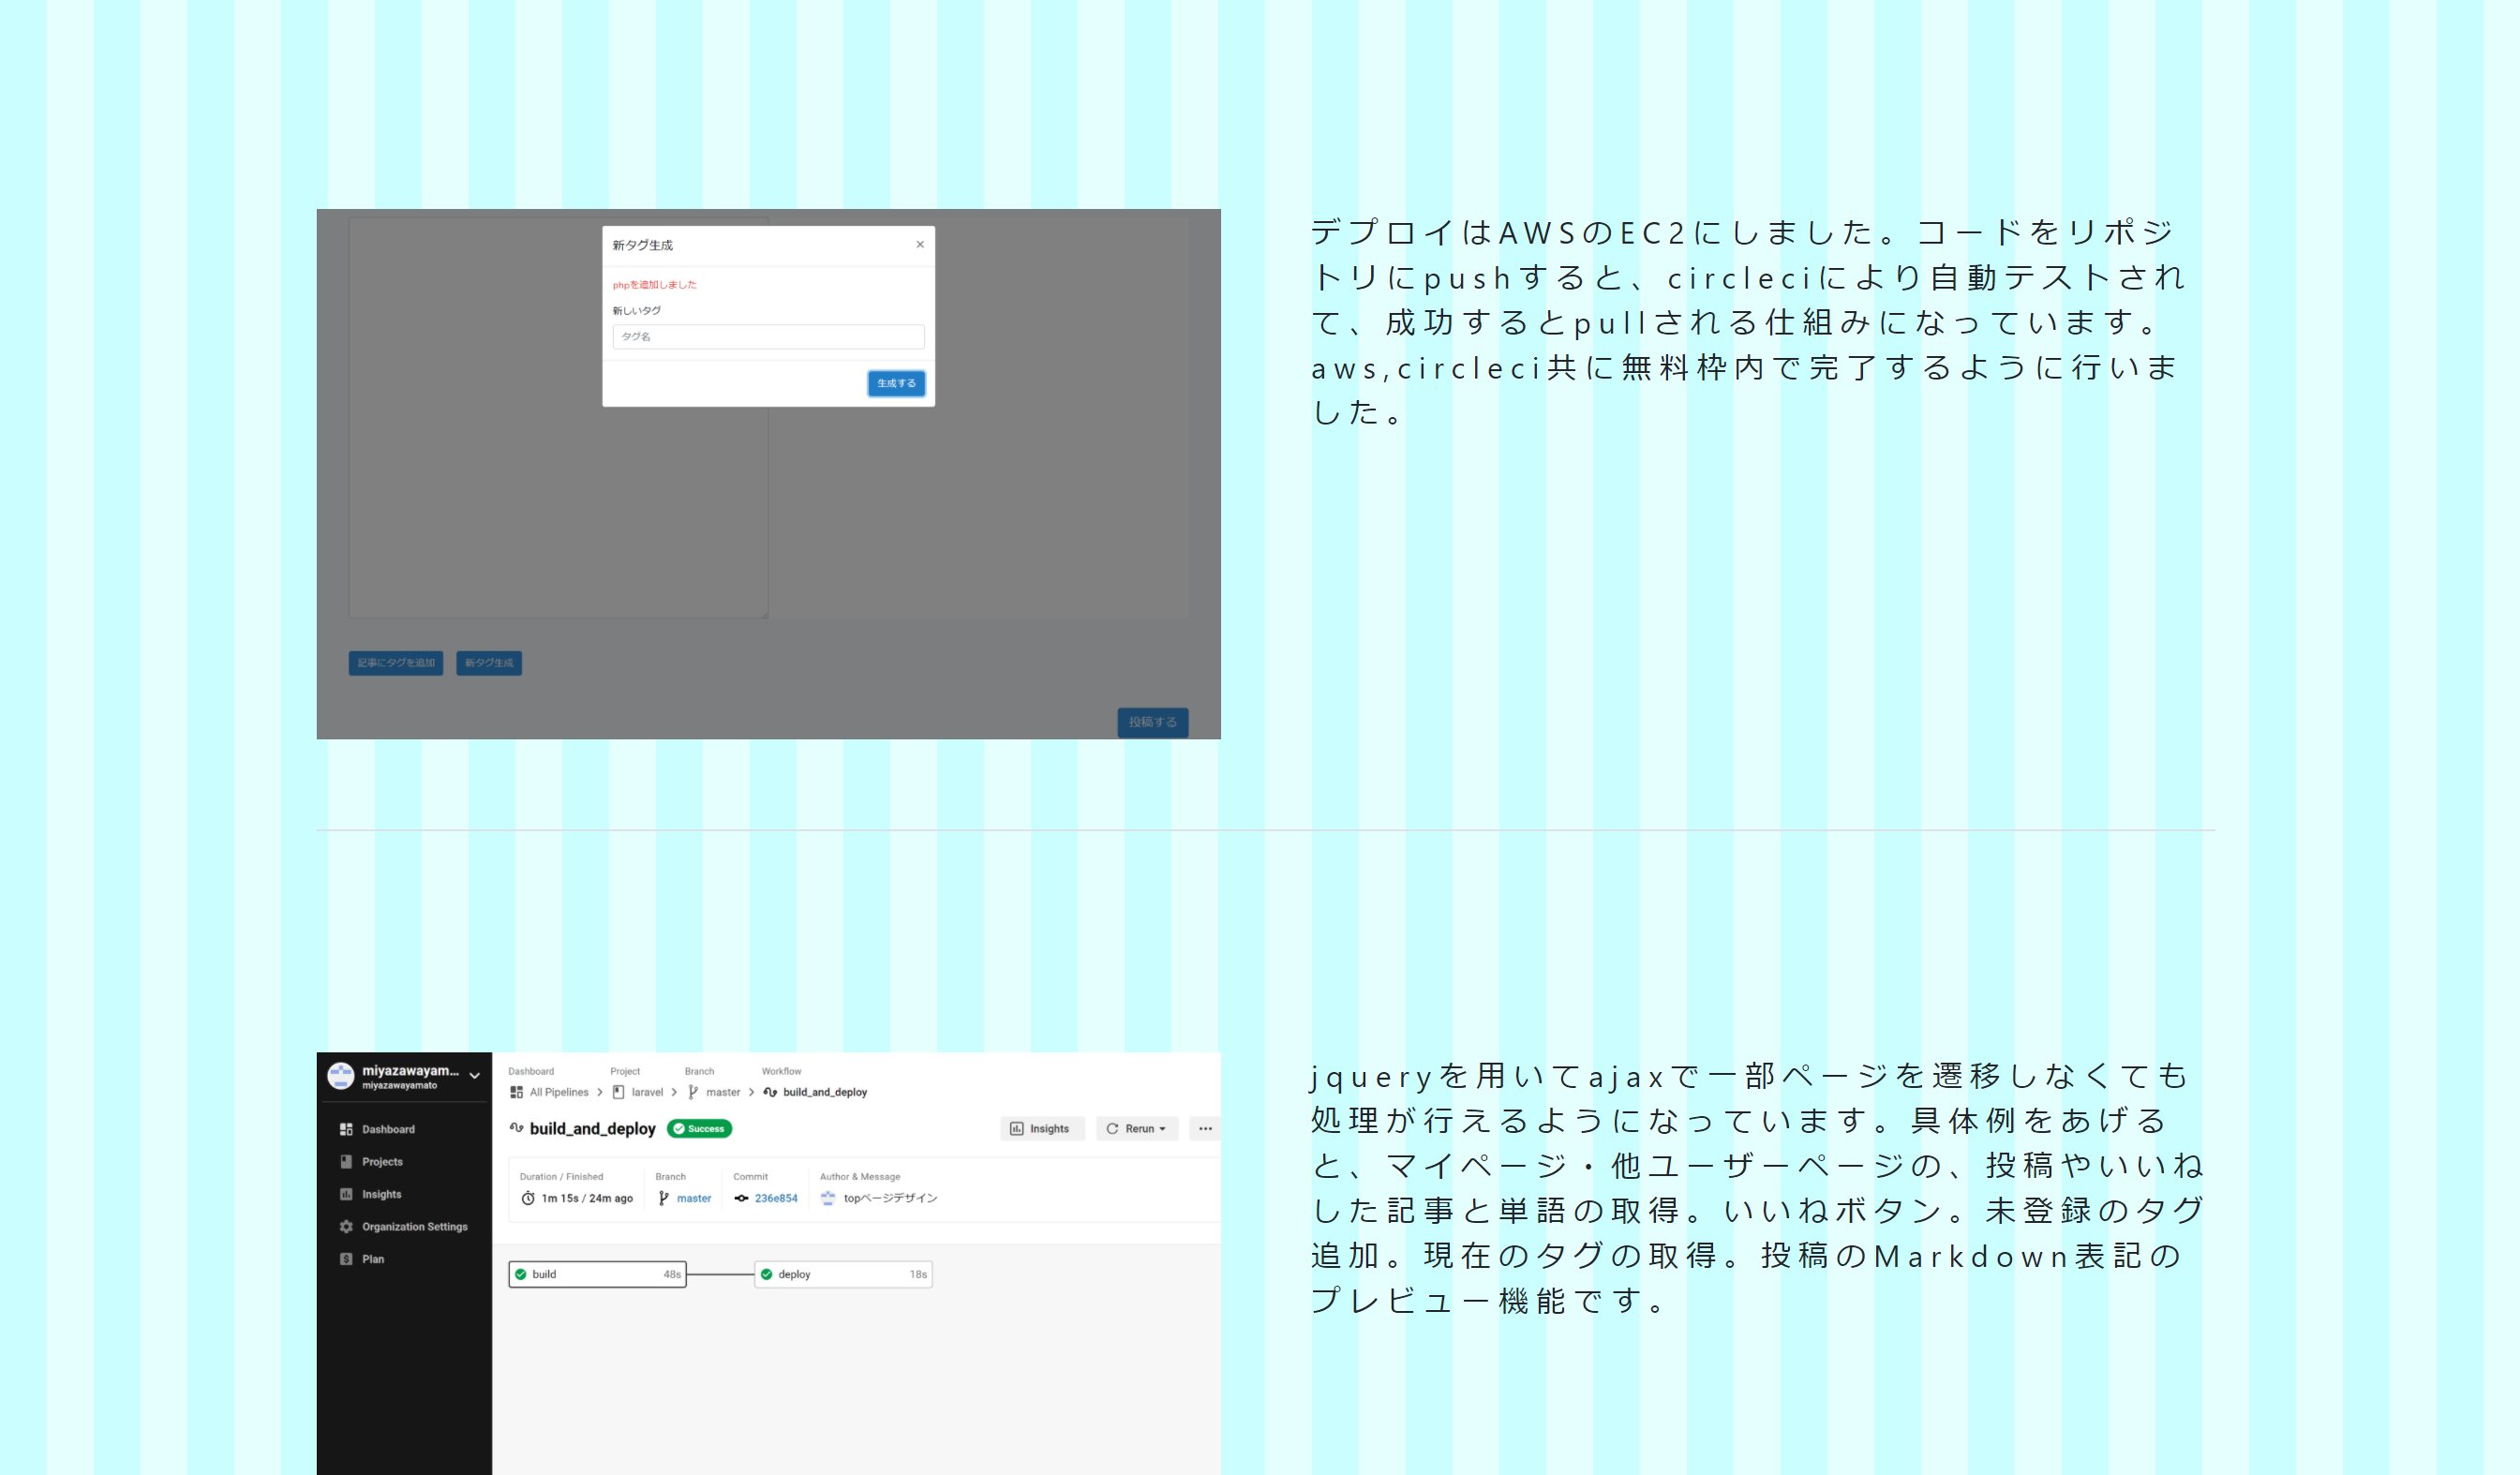 新タグ生成
×
phpを追加しました
新しいタグ
タグ名
生成する
記事にタグを追加
新タグ生成
投稿する
デプロイはAWSのEC2にしました。コードをリポジ
トリにpushすると、circleciにより自動テストされ
て、成功するとpullされる仕組みになっています。
aws,circleci共に無料枠内で完了するように行いま
した。
miyazawayam...
miyazawayamato
Dashboard
Projects
Insights
Organization Settings
Plan
Dashboard Project Branch Workflow
All Pipelines > laravel > master > build_and_deploy
build_and_deploy Success
Insights Rerun ...
Duration / Finished Branch Commit Author & Message
1m 15s / 24m ago master 236e854 topページデザイン
build 48s deploy 18s
jqueryを用いてajaxで一部ページを遷移しなくても
処理が行えるようになっています。具体例をあげる
と、マイページ・他ユーザーページの、投稿やいいね
した記事と単語の取得。いいねボタン。未登録のタグ
追加。現在のタグの取得。投稿のMarkdown表記の
プレビュー機能です。